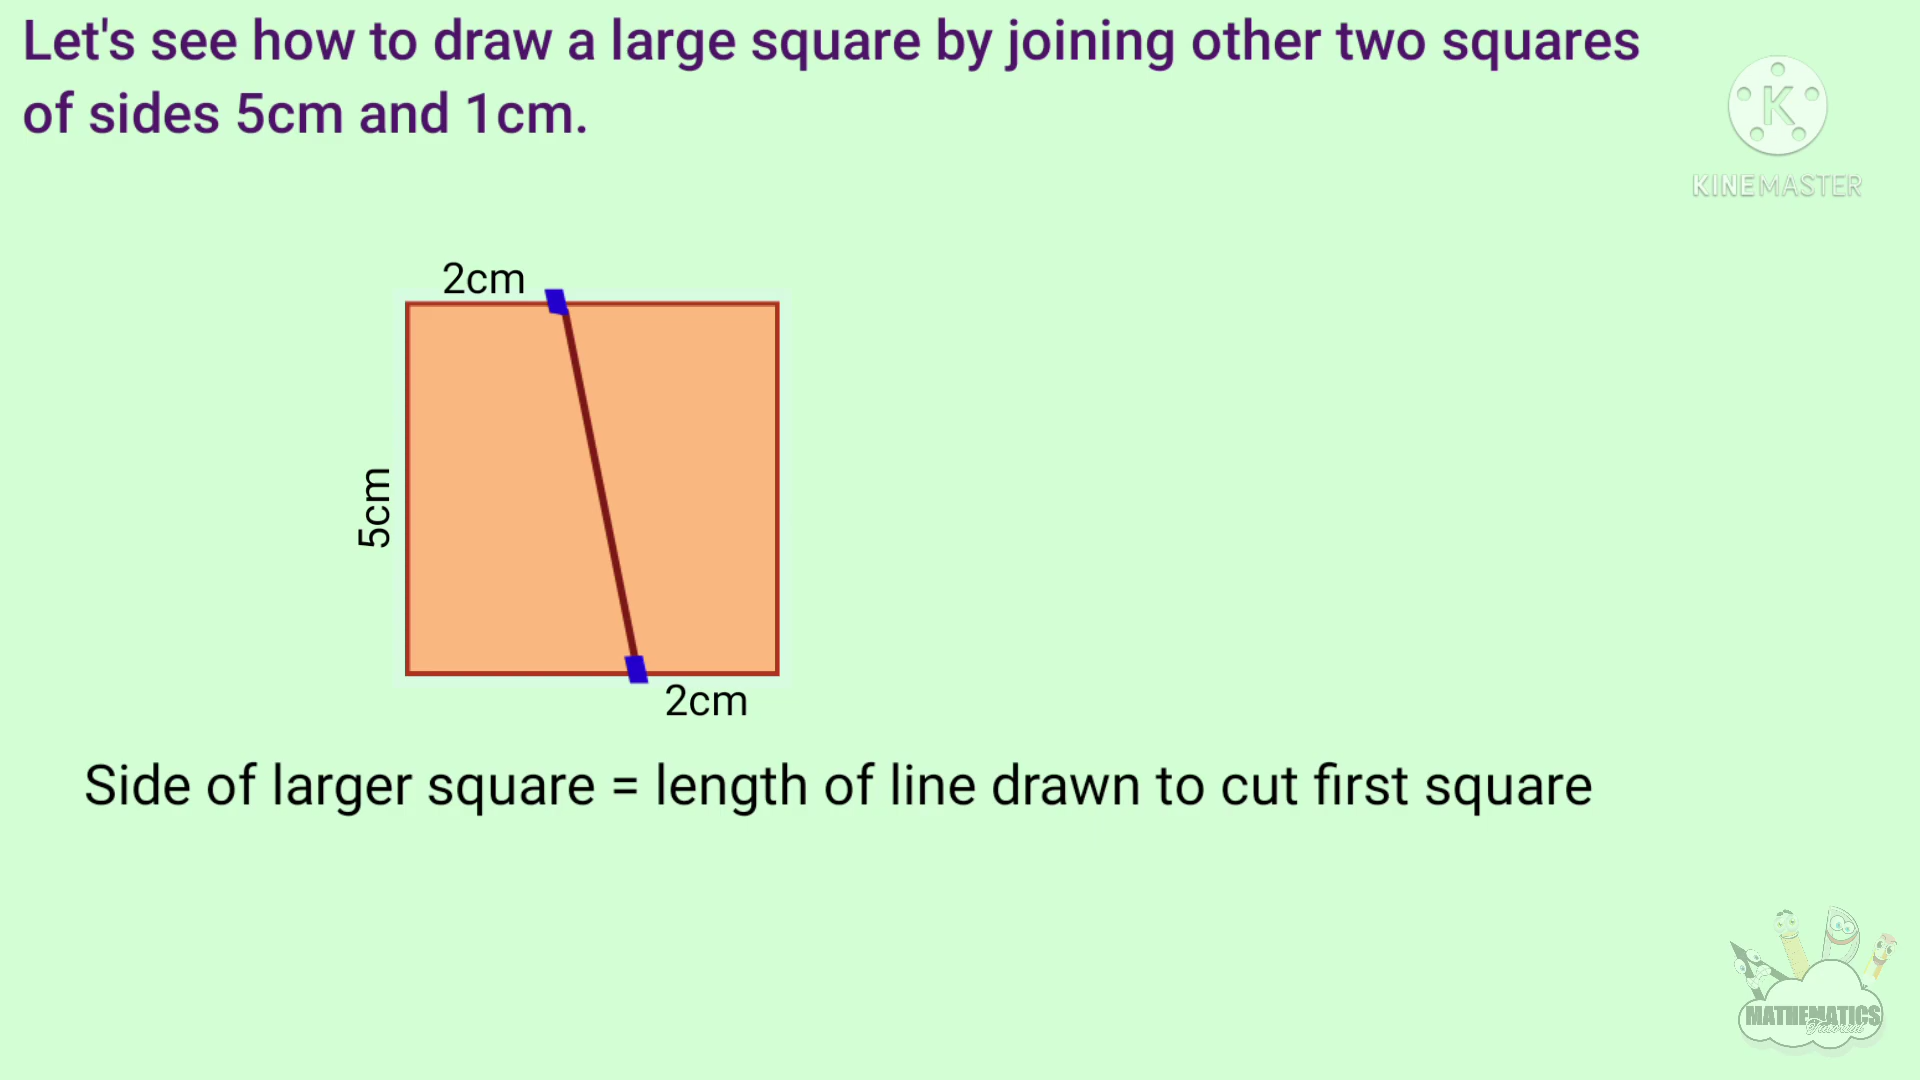 Let's see how to draw a large square by joining other two squares
of sides 5cm and 1cm.
KINEMASTER
2cm
5cm
2cm
Side of larger square = length of line drawn to cut first square
MATHEMATICS
Tutorial